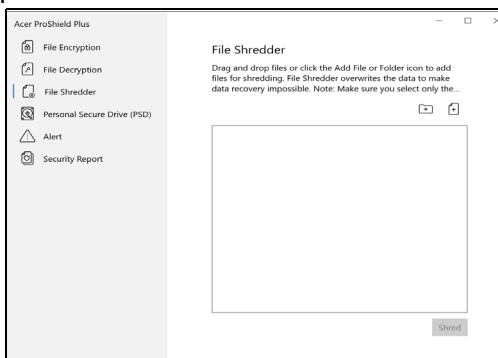 Acer ProShield Plus
File Encryption
File Decryption
File Shredder
Personal Secure Drive (PSD)
Alert
Security Report
File Shredder
Drag and drop files or click the Add File or Folder icon to add
files for shredding. File Shredder overwrites the data to make
data recovery impossible. Note: Make sure you select only the...
Shred